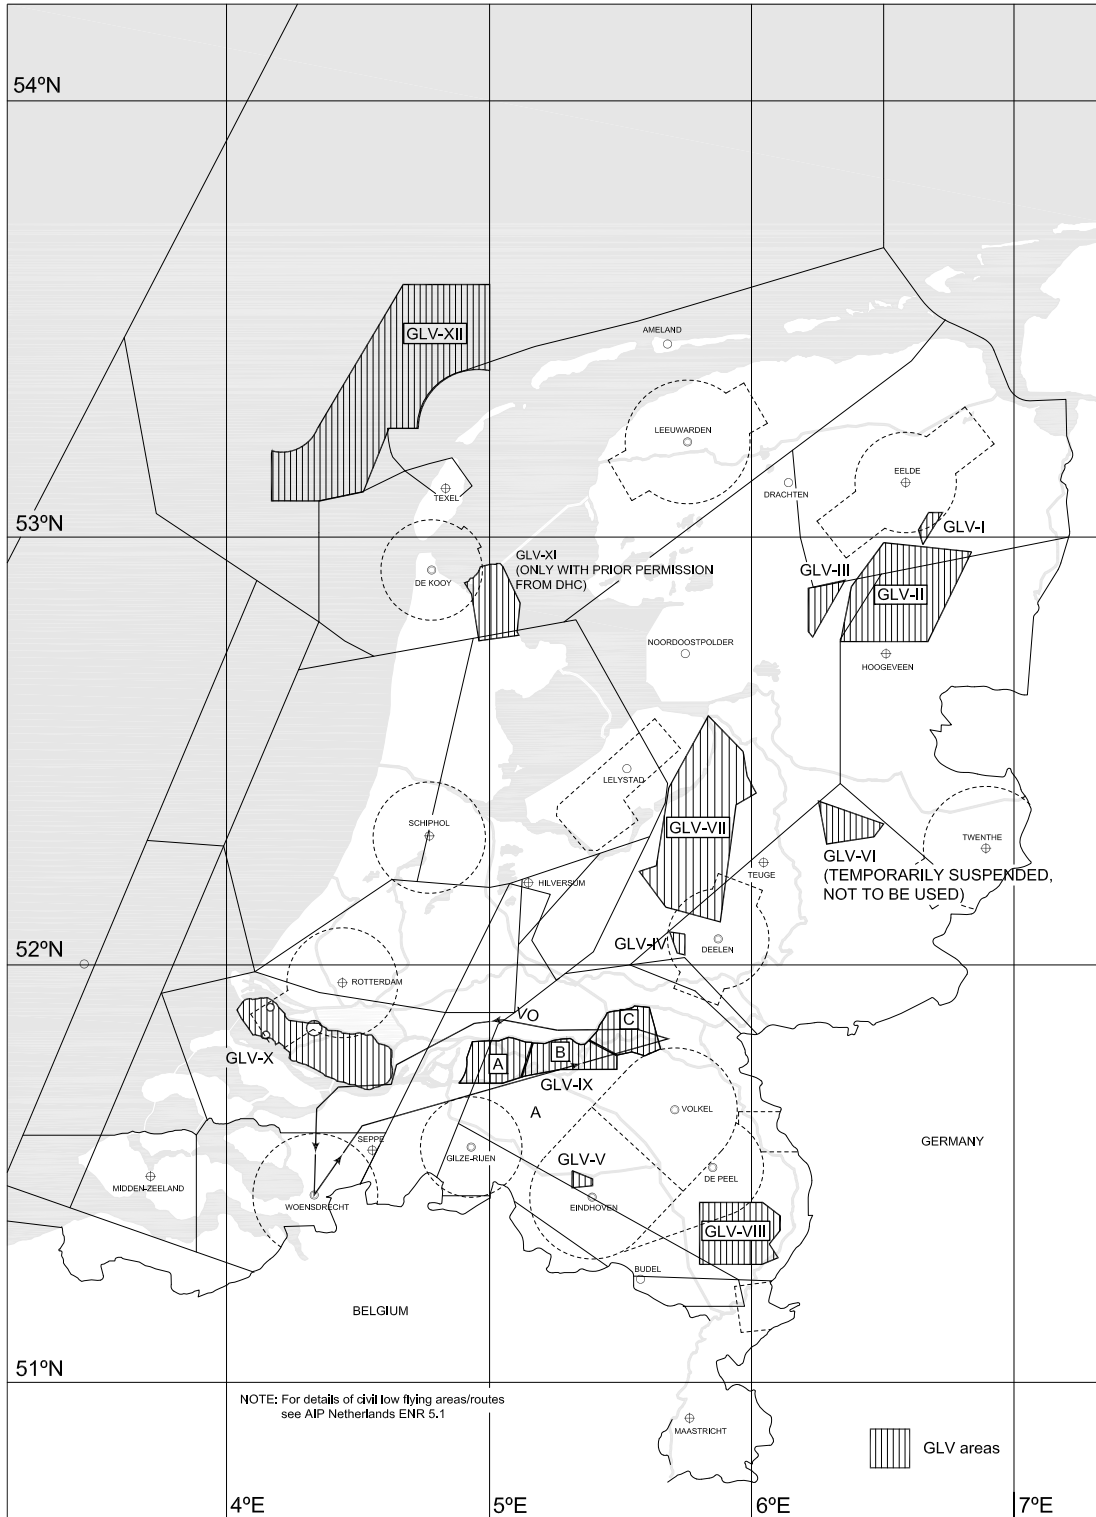 54ºN
GLV-XII
AMELAND
LEEUWARDEN
EELDE
TEXEL
DRACHTEN
53ºN
GLV-I
GLV-XI
(ONLY WITH PRIOR PERMISSION
FROM DHC)
GLV-III
DE KOOY
GLV-II
NOORDOOSTPOLDER
HOOGEVEEN
LELYSTAD
SCHIPHOL
GLV-VII
TWENTHE
GLV-VI
(TEMPORARILY SUSPENDED,
NOT TO BE USED)
TEUGE
HILVERSUM
GLV-IV
DEELEN
52ºN
ROTTERDAM
VO
C
GLV-X
A
B
GLV-IX
A
VOLKEL
SEPPE
GILZE-RIJEN
GERMANY
GLV-V
DE PEEL
MIDDEN-ZEELAND
WOENSDRECHT
EINDHOVEN
GLV-VIII
BUDEL
BELGIUM
51ºN
NOTE: For details of civil low flying areas/routes
see AIP Netherlands ENR 5.1
MAASTRICHT
GLV areas
4ºE
5ºE
6ºE
7ºE